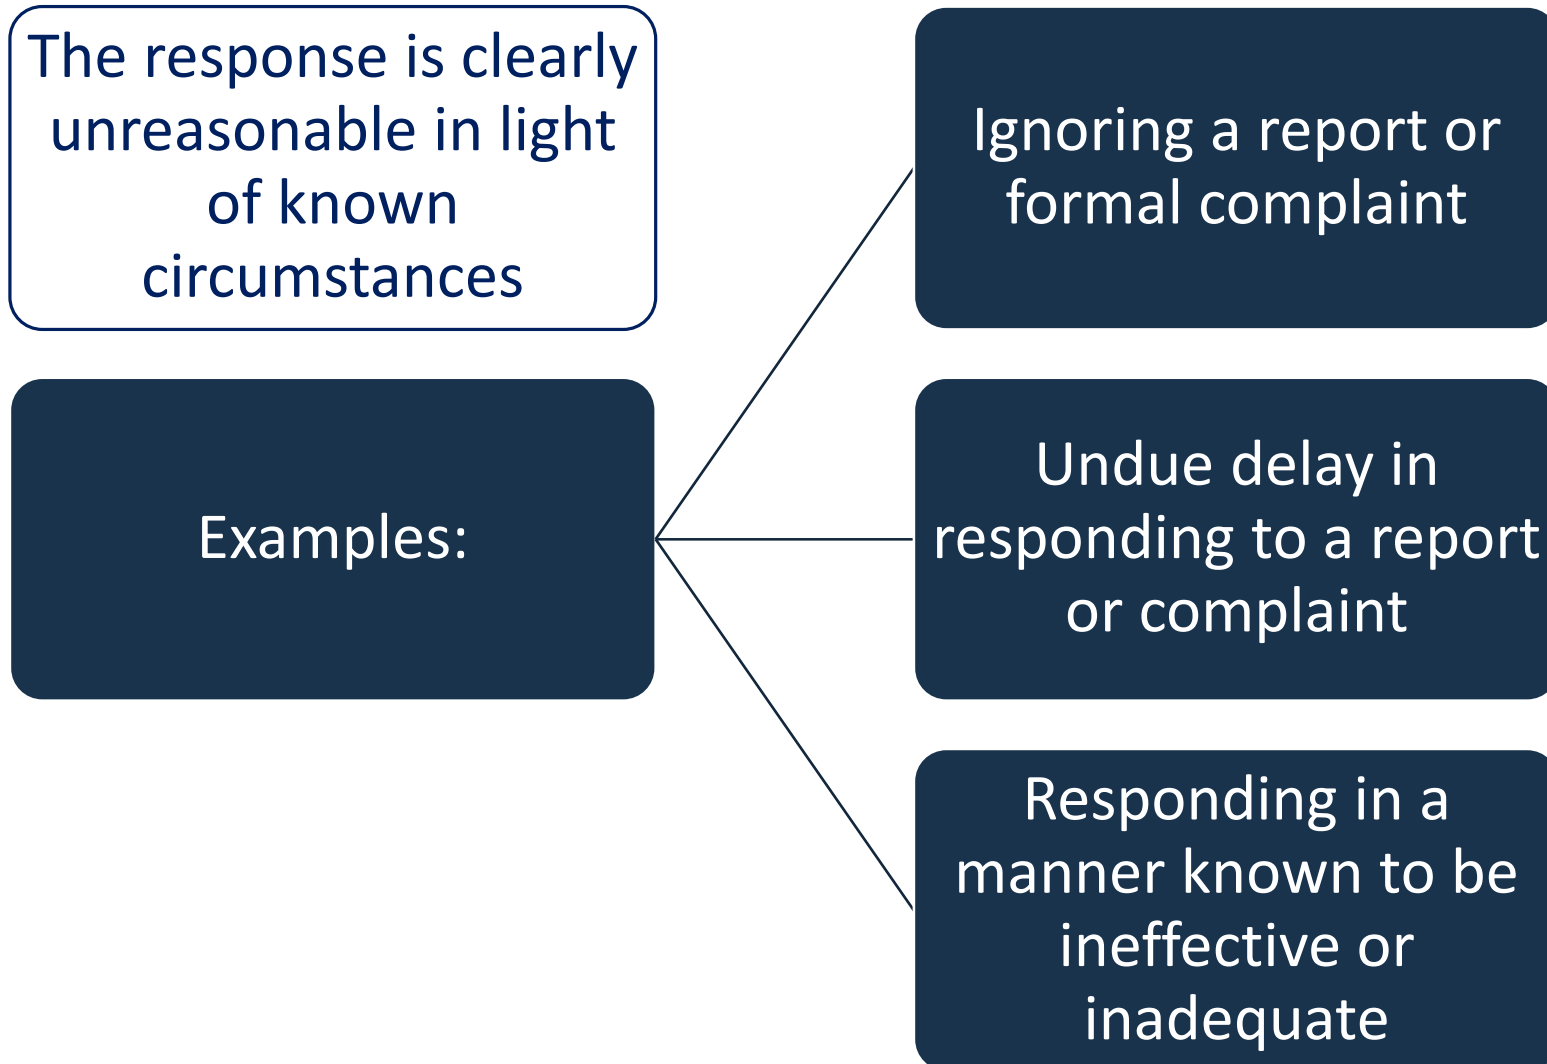 The response is clearly
unreasonable in light
of known
circumstances
Examples:
Ignoring a report or
formal complaint
Undue delay in
responding to a report
or complaint
Responding in a
manner known to be
ineffective or
inadequate